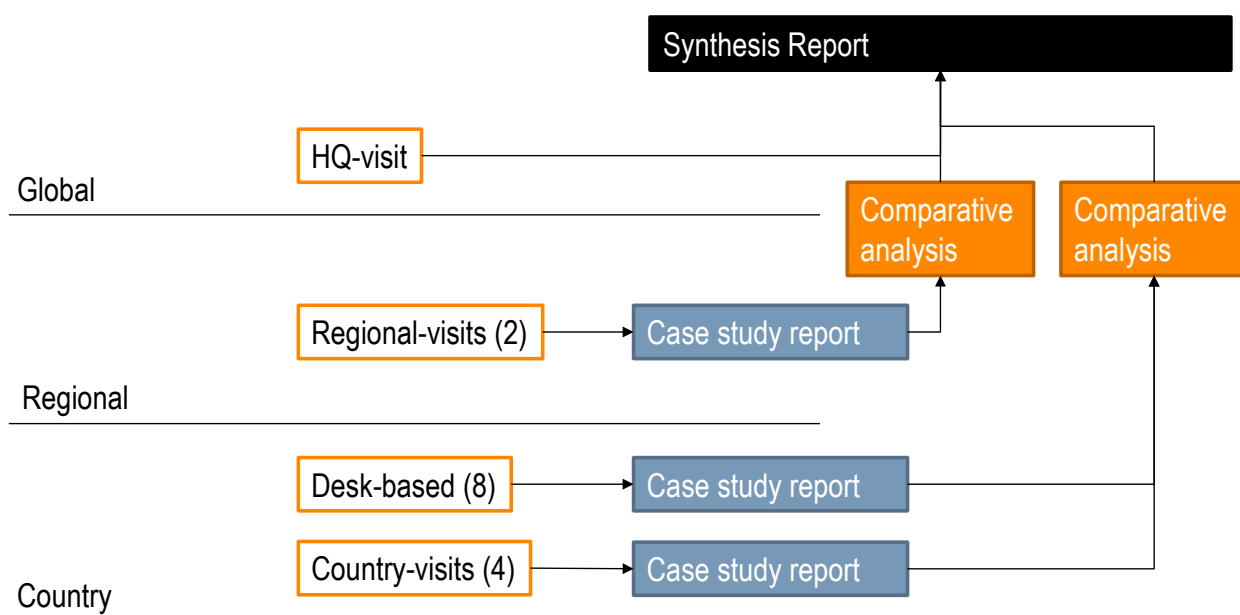 Synthesis Report
HQ-visit
Global
Comparative
analysis
Comparative
analysis
Regional-visits (2)
Case study report
Regional
Desk-based (8)
Case study report
Country-visits (4)
Case study report
Country